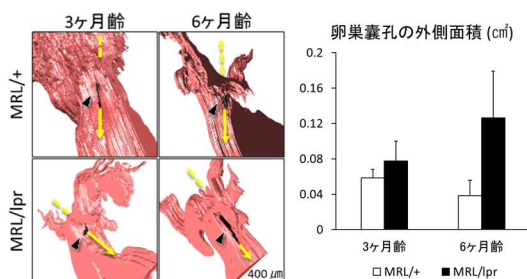 3ヶ月齢
6ヶ月齢
MRL/+
MRL/lpr
400 ㎛
卵巣嚢孔の外側面積 (c㎡)
0.2
0.16
0.12
0.08
0.04
0
3ヶ月齢
6ヶ月齢
□ MRL/+ ■ MRL/lpr